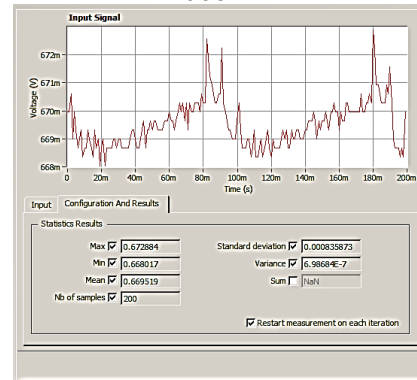 Input Signal
672m
671m
670m
669m
668m
Voltage (V)
0 20m 40m 60m 80m 100m 120m 140m 160m 180m 200m
Time (s)
Input Configuration And Results
Statistics Results
Max 0.672884 Standard deviation 0.000835873
Min 0.668017 Variance 6.98684E-7
Mean 0.669519 Sum NaN
Nb of samples 200
Restart measurement on each iteration